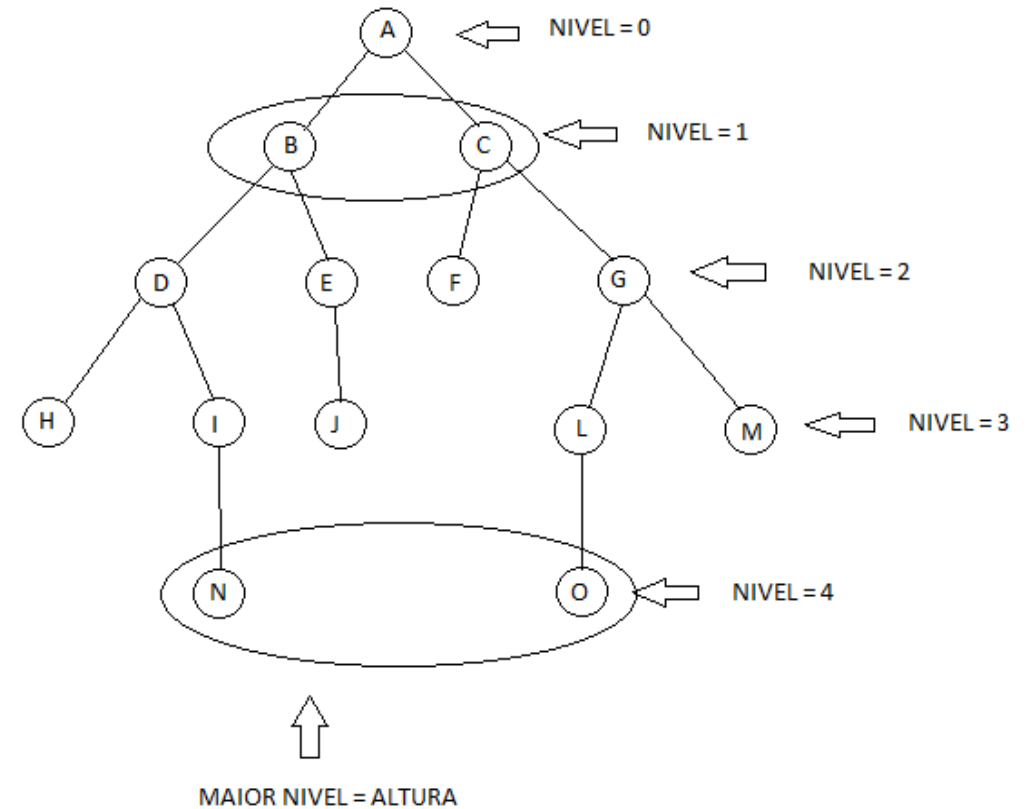 A
NIVEL = 0
B
C
NIVEL = 1
D
E
F
G
NIVEL = 2
H
I
J
L
M
NIVEL = 3
N
O
NIVEL = 4
MAIOR NIVEL = ALTURA